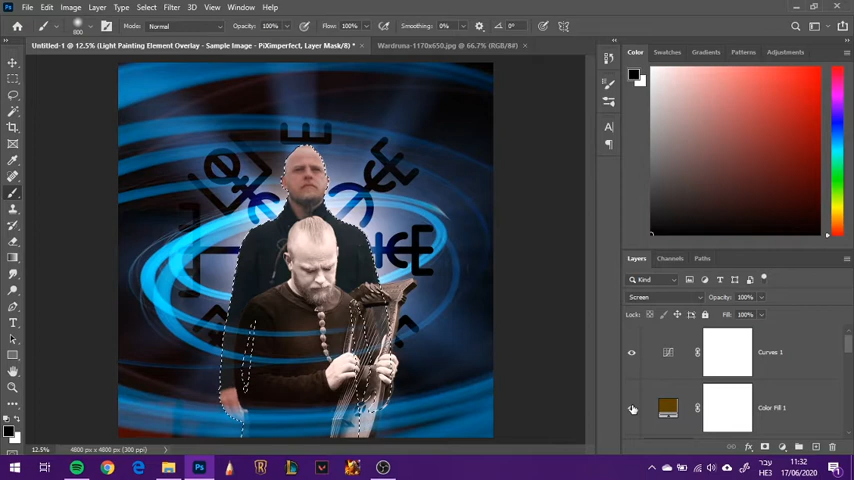 File Edit Image Layer Type Select Filter 3D View Window Help
800 Mode: Normal Opacity: 100% Flow: 100% Smoothing: 0% 0°
Untitled-1 @ 12.5% (Light Painting Element Overlay - Sample Image - PiXimperfect, Layer Mask/8) * × Wardruna-1170x650.jpg @ 66.7% (RGB/8#) ×
Color Swatches Gradients Patterns Adjustments
Layers Channels Paths
Kind
Screen Opacity: 100%
Lock: Fill: 100%
Curves 1
Color Fill 1
12.5% 4800 px x 4800 px (300 ppi)
עבר 11:32
HE3 17/06/2020